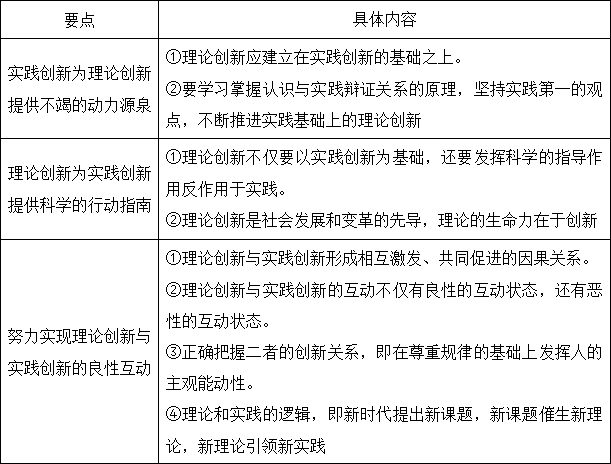 要点
具体内容
实践创新为理论创新
提供不竭的动力源泉
①理论创新应建立在实践创新的基础之上。
②要学习掌握认识与实践辩证关系的原理，坚持实践第一的观
点，不断推进实践基础上的理论创新
理论创新为实践创新
提供科学的行动指南
①理论创新不仅要以实践创新为基础，还要发挥科学的指导作
用反作用于实践。
②理论创新是社会发展和变革的先导，理论的生命力在于创新
努力实现理论创新与
实践创新的良性互动
①理论创新与实践创新形成相互激发、共同促进的因果关系。
②理论创新与实践创新的互动不仅有良性的互动状态，还有恶
性的互动状态。
③正确把握二者的创新关系，即在尊重规律的基础上发挥人的
主观能动性。
④理论和实践的逻辑，即新时代提出新课题，新课题催生新理
论，新理论引领新实践